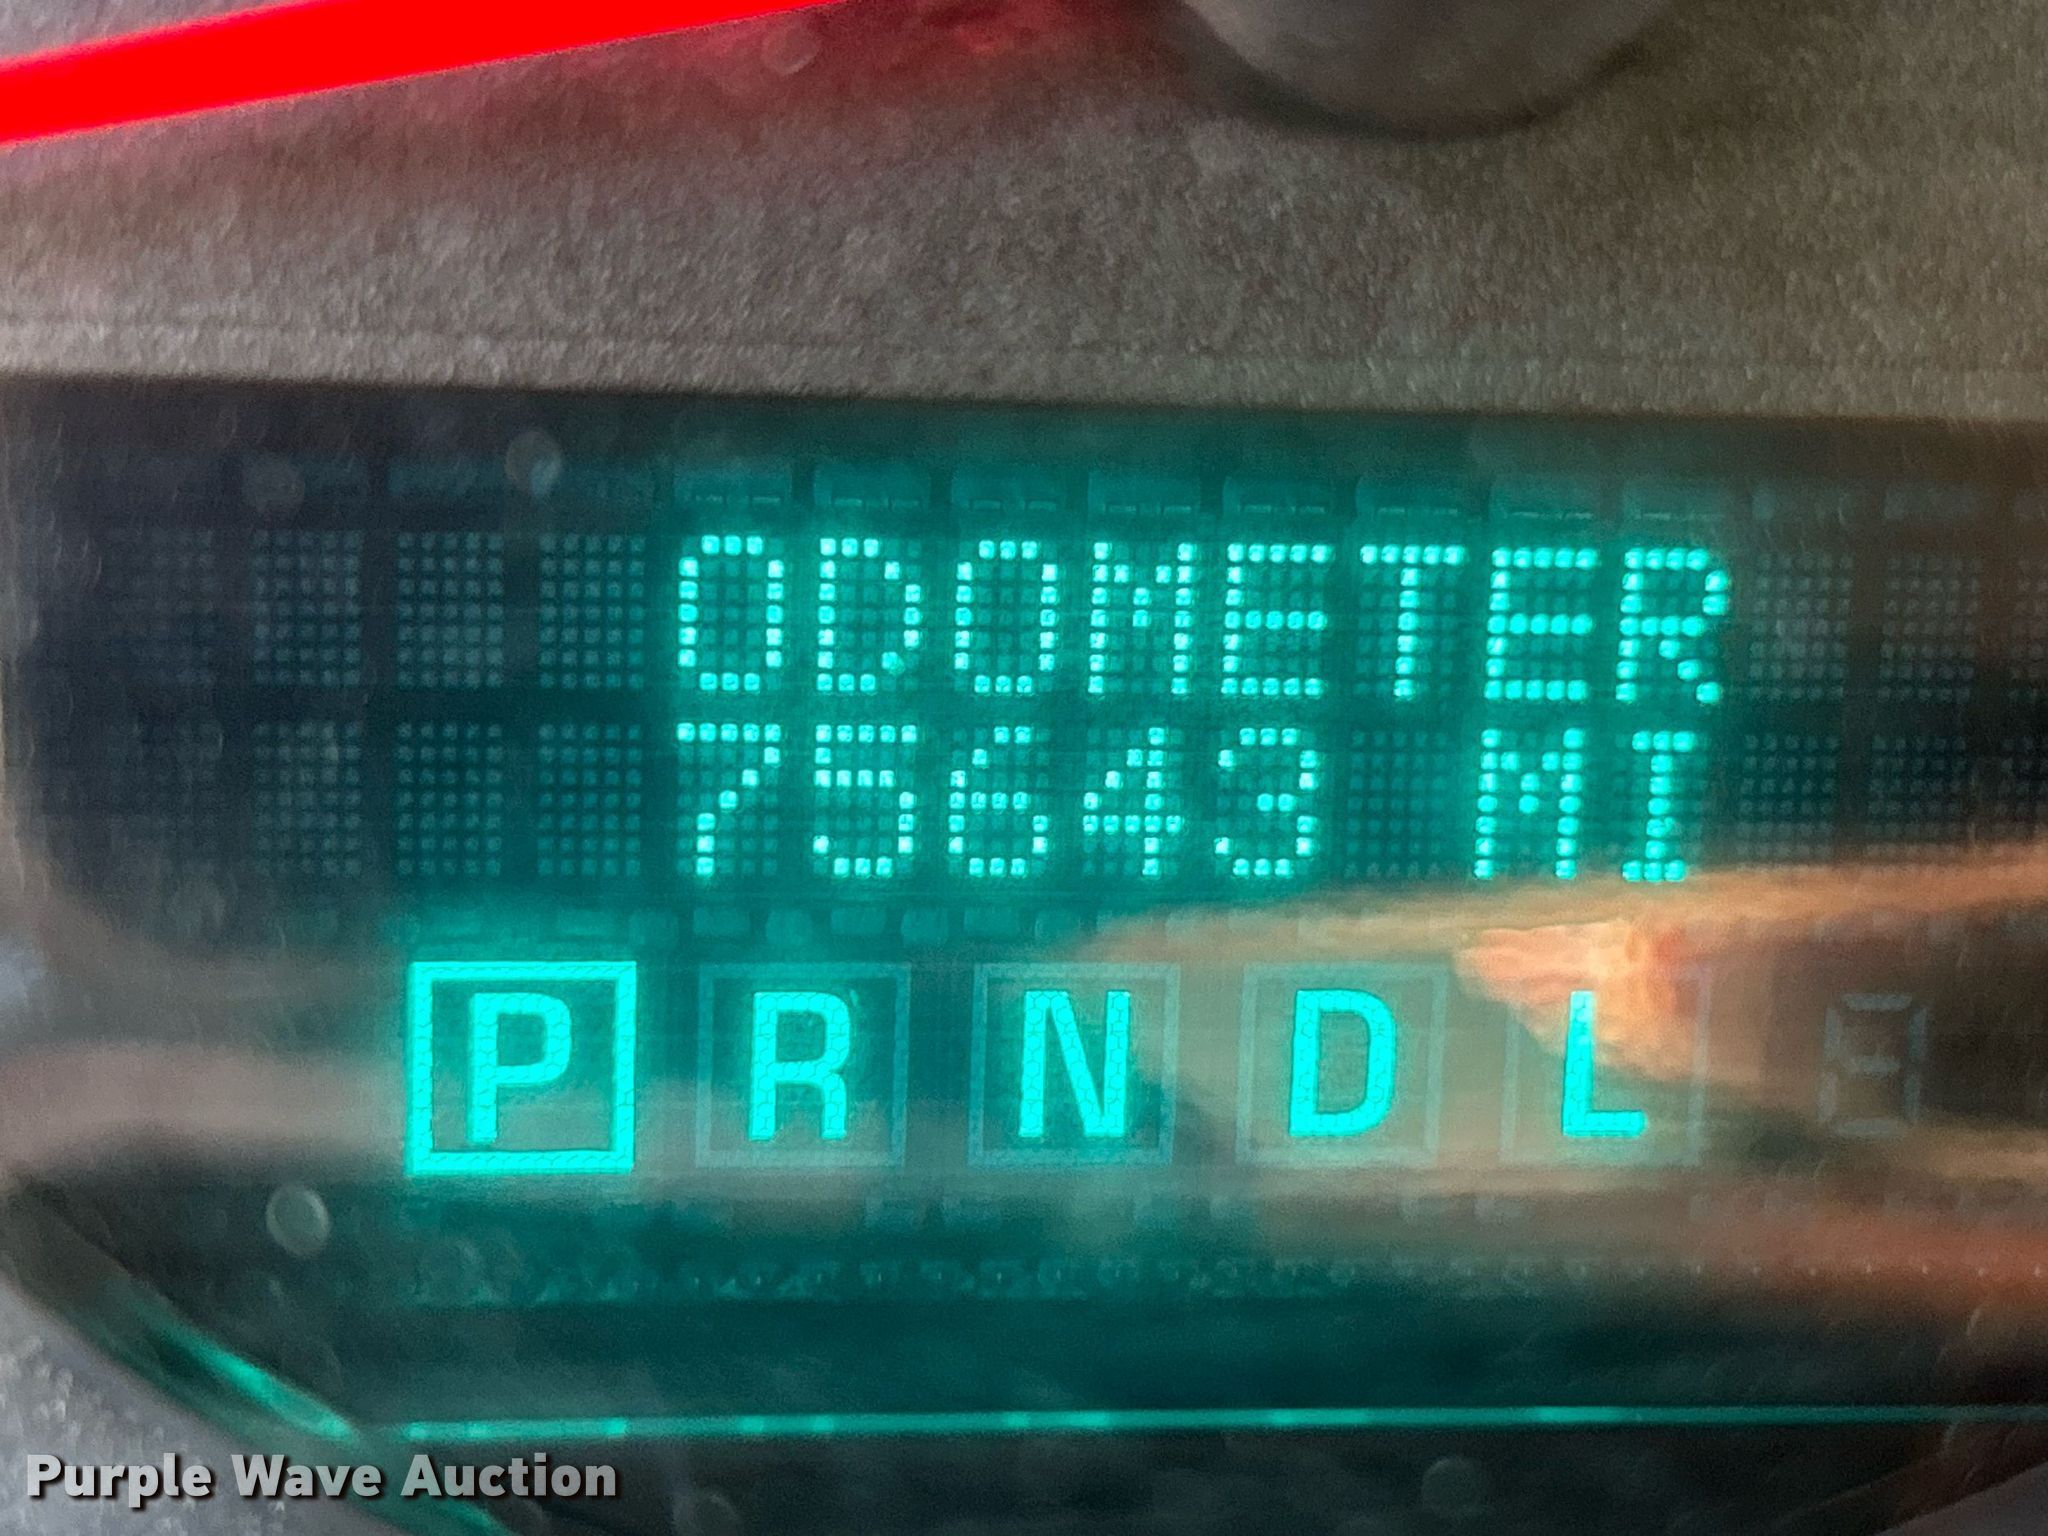 ODOMETER
75643 MI
P R N D L
Purple Wave Auction